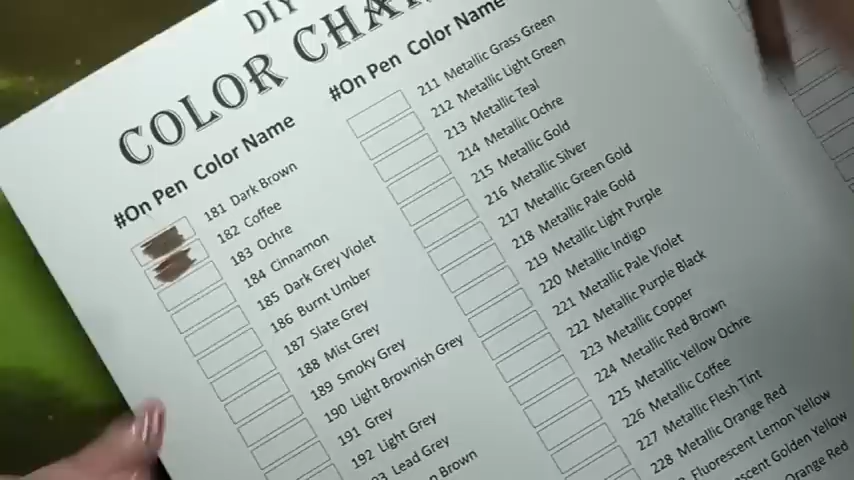 DIY
COLOR
#On Pen Color Name
181 Dark Brown
182 Coffee
183 Ochre
184 Cinnamon
185 Dark Grey Violet
186 Burnt Umber
187 Slate Grey
188 Mist Grey
189 Smoky Grey
190 Light Brownish Grey
191 Grey
192 Light Grey
Lead Grey
Brown
#On Pen Color Name
211 Metallic Grass Green
212 Metallic Light Green
213 Metallic Teal
214 Metallic Ochre
215 Metallic Gold
216 Metallic Silver
217 Metallic Green Gold
218 Metallic Pale Gold
219 Metallic Light Purple
220 Metallic Indigo
221 Metallic Pale Violet
222 Metallic Purple Black
223 Metallic Copper
224 Metallic Red Brown
225 Metallic Yellow Ochre
226 Metallic Coffee
227 Metallic Flesh Tint
228 Metallic Orange Red
Fluorescent Lemon Yellow
Golden Yellow
Orange Red